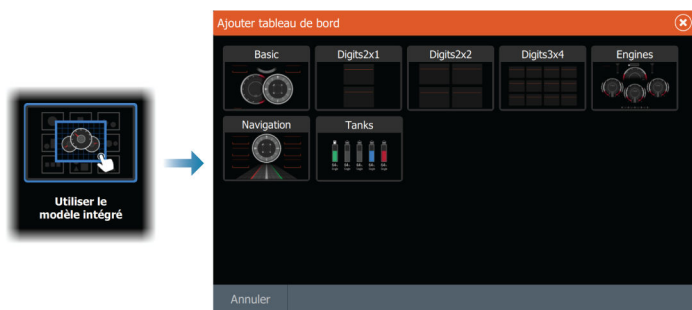 Ajouter tableau de bord
Basic
Digits2x1
Digits2x2
Digits3x4
Engines
Navigation
Tanks
Utiliser le
modèle intégré
Annuler